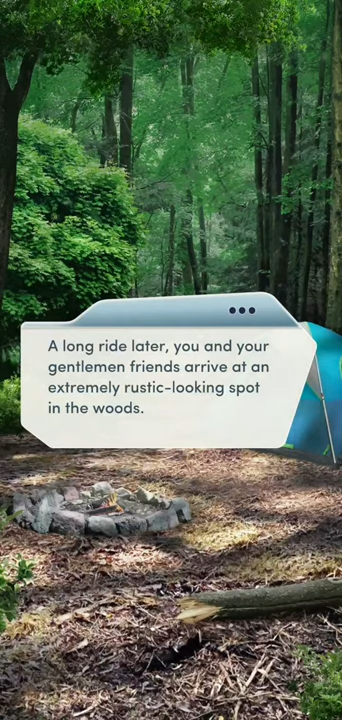 A long ride later, you and your
gentlemen friends arrive at an
extremely rustic-looking spot
in the woods.